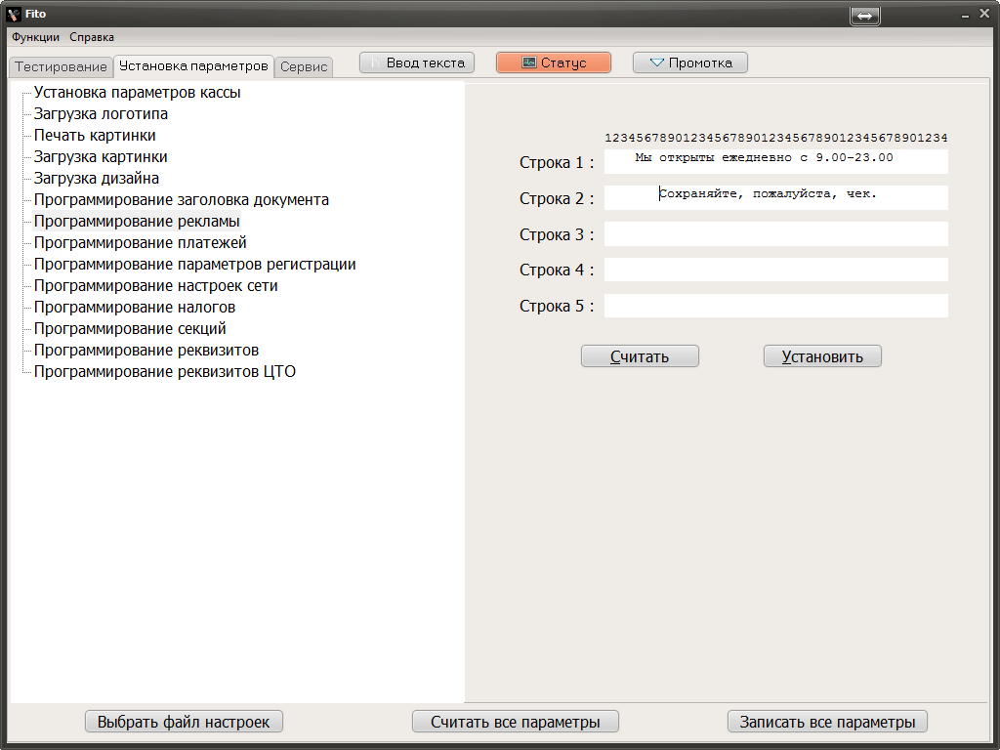 Fito
Функции Справка
Тестирование Установка параметров Сервис Ввод текста Статус Промотка
Установка параметров кассы
Загрузка логотипа
Печать картинки
Загрузка картинки
Загрузка дизайна
Программирование заголовка документа
Программирование рекламы
Программирование платежей
Программирование параметров регистрации
Программирование настроек сети
Программирование налогов
Программирование секций
Программирование реквизитов
Программирование реквизитов ЦТО
12345678901234567890123456789012345678901234
Строка 1 : Мы открыты ежедневно с 9.00-23.00
Строка 2 : Сохраняйте, пожалуйста, чек.
Строка 3 :
Строка 4 :
Строка 5 :
Считать Установить
Выбрать файл настроек Считать все параметры Записать все параметры